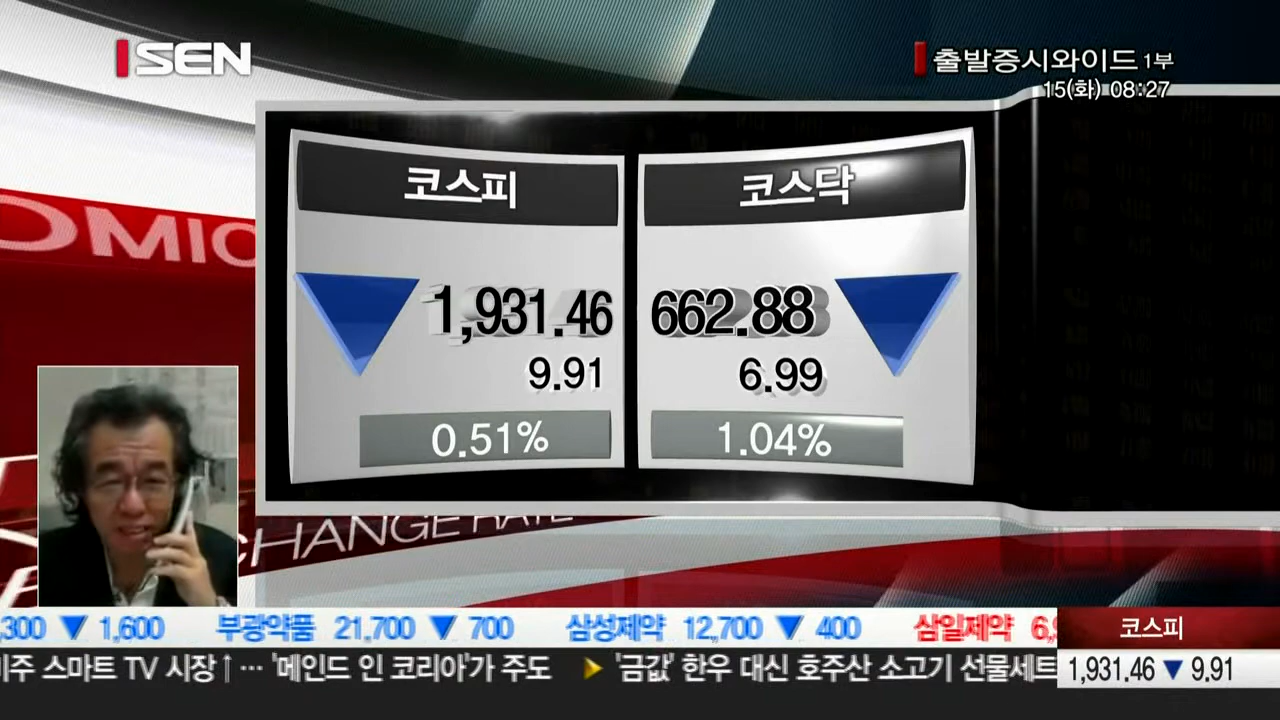 SEN
출발증시와이드 1부
15(화) 08:27
OMIC
코스피
▼ 1,931.46
9.91
0.51%
코스닥
662.88 ▼
6.99
1.04%
CHANGE RATE
,300 ▼ 1,600 부광약품 21,700 ▼ 700 삼성제약 12,700 ▼ 400 삼일제약 6,9
코스피
미주 스마트 TV 시장↑… '메인드 인 코리아'가 주도 ▶ '금값' 한우 대신 호주산 소고기 선물세트
1,931.46 ▼ 9.91